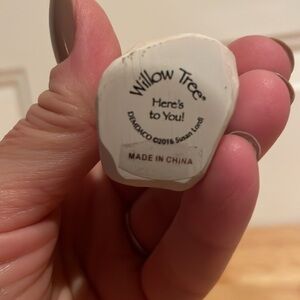 Willow Tree®
Here's
to You!
DEMDACO ©2016 Susan Lordi
MADE IN CHINA